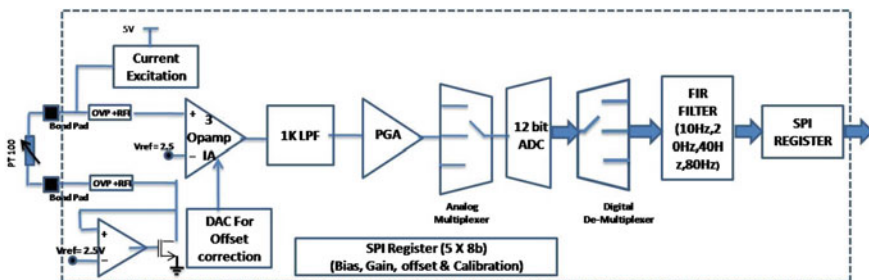 5V
Current
Excitation
OVP +RFI
Bond Pad
PT 100
Vref= 2.5
+
3
Opamp
IA
−
1K LPF
PGA
12 bit
ADC
FIR
FILTER
(10Hz,2
0Hz,40H
z,80Hz)
SPI
REGISTER
OVP +RFI
Bond Pad
DAC For
Offset
correction
Analog
Multiplexer
Digital
De-Multiplexer
+
−
Vref= 2.5V
SPI Register (5 X 8b)
(Bias, Gain, offset & Calibration)